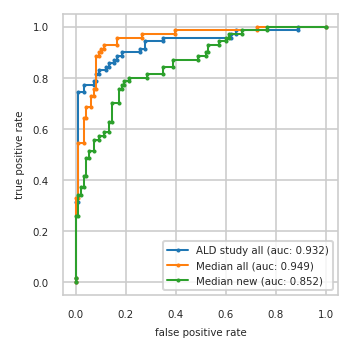 1.0
0.8
0.6
0.4
0.2
0.0
true positive rate
ALD study all (auc: 0.932)
Median all (auc: 0.949)
Median new (auc: 0.852)
0.0 0.2 0.4 0.6 0.8 1.0
false positive rate